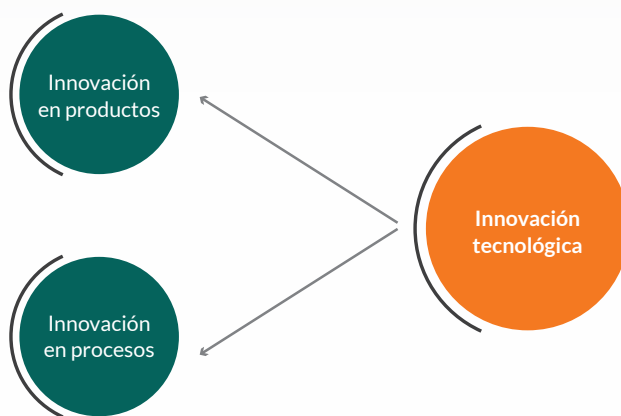 Innovación
en productos
Innovación
tecnológica
Innovación
en procesos